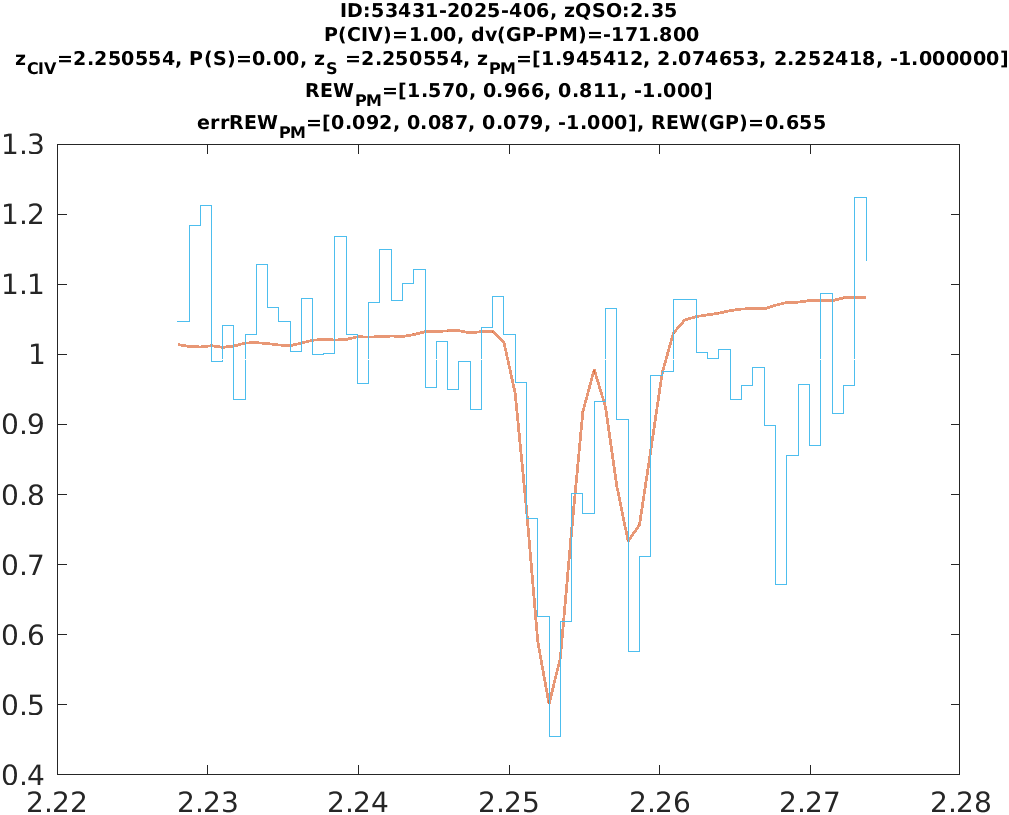 ID:53431-2025-406, zQSO:2.35
P(CIV)=1.00, dv(GP-PM)=-171.800
zCIV=2.250554, P(S)=0.00, zS =2.250554, zPM=[1.945412, 2.074653, 2.252418, -1.000000]
REWPM=[1.570, 0.966, 0.811, -1.000]
errREWPM=[0.092, 0.087, 0.079, -1.000], REW(GP)=0.655
1.3
1.2
1.1
1
0.9
0.8
0.7
0.6
0.5
0.4
2.22 2.23 2.24 2.25 2.26 2.27 2.28